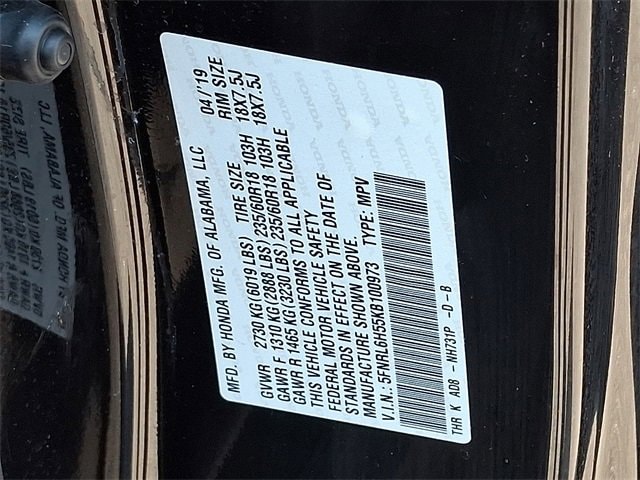 MFD. BY HONDA MFG. OF ALABAMA, LLC 04/'19
TIRE SIZE RIM SIZE
GVWR 2730 KG (6019 LBS)
GAWR F 1310 KG (2888 LBS) 235/60R18 103H 18X7.5J
GAWR R 1465 KG (3230 LBS) 235/60R18 103H 18X7.5J
THIS VEHICLE CONFORMS TO ALL APPLICABLE
FEDERAL MOTOR VEHICLE SAFETY
STANDARDS IN EFFECT ON THE DATE OF
MANUFACTURE SHOWN ABOVE.
V.I.N.: 5FNRL6H55KB100973 TYPE: MPV
THR K AD8 - NH731P -D-B